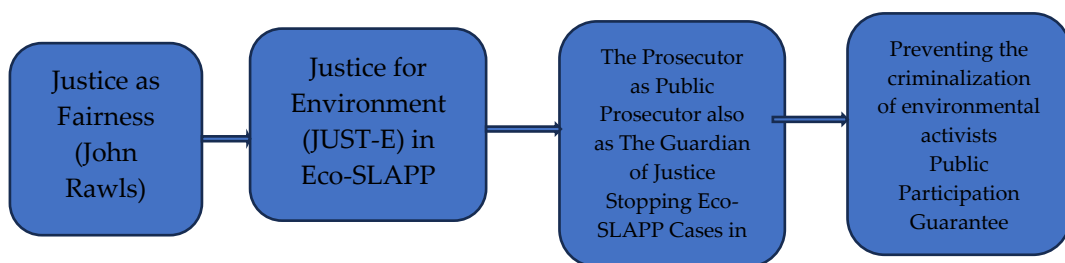 Justice as
Fairness
(John
Rawls)
Justice for
Environment
(JUST-E) in
Eco-SLAPP
The Prosecutor
as Public
Prosecutor also
as The Guardian
of Justice
Stopping Eco-
SLAPP Cases in
Preventing the
criminalization
of environmental
activists
Public
Participation
Guarantee